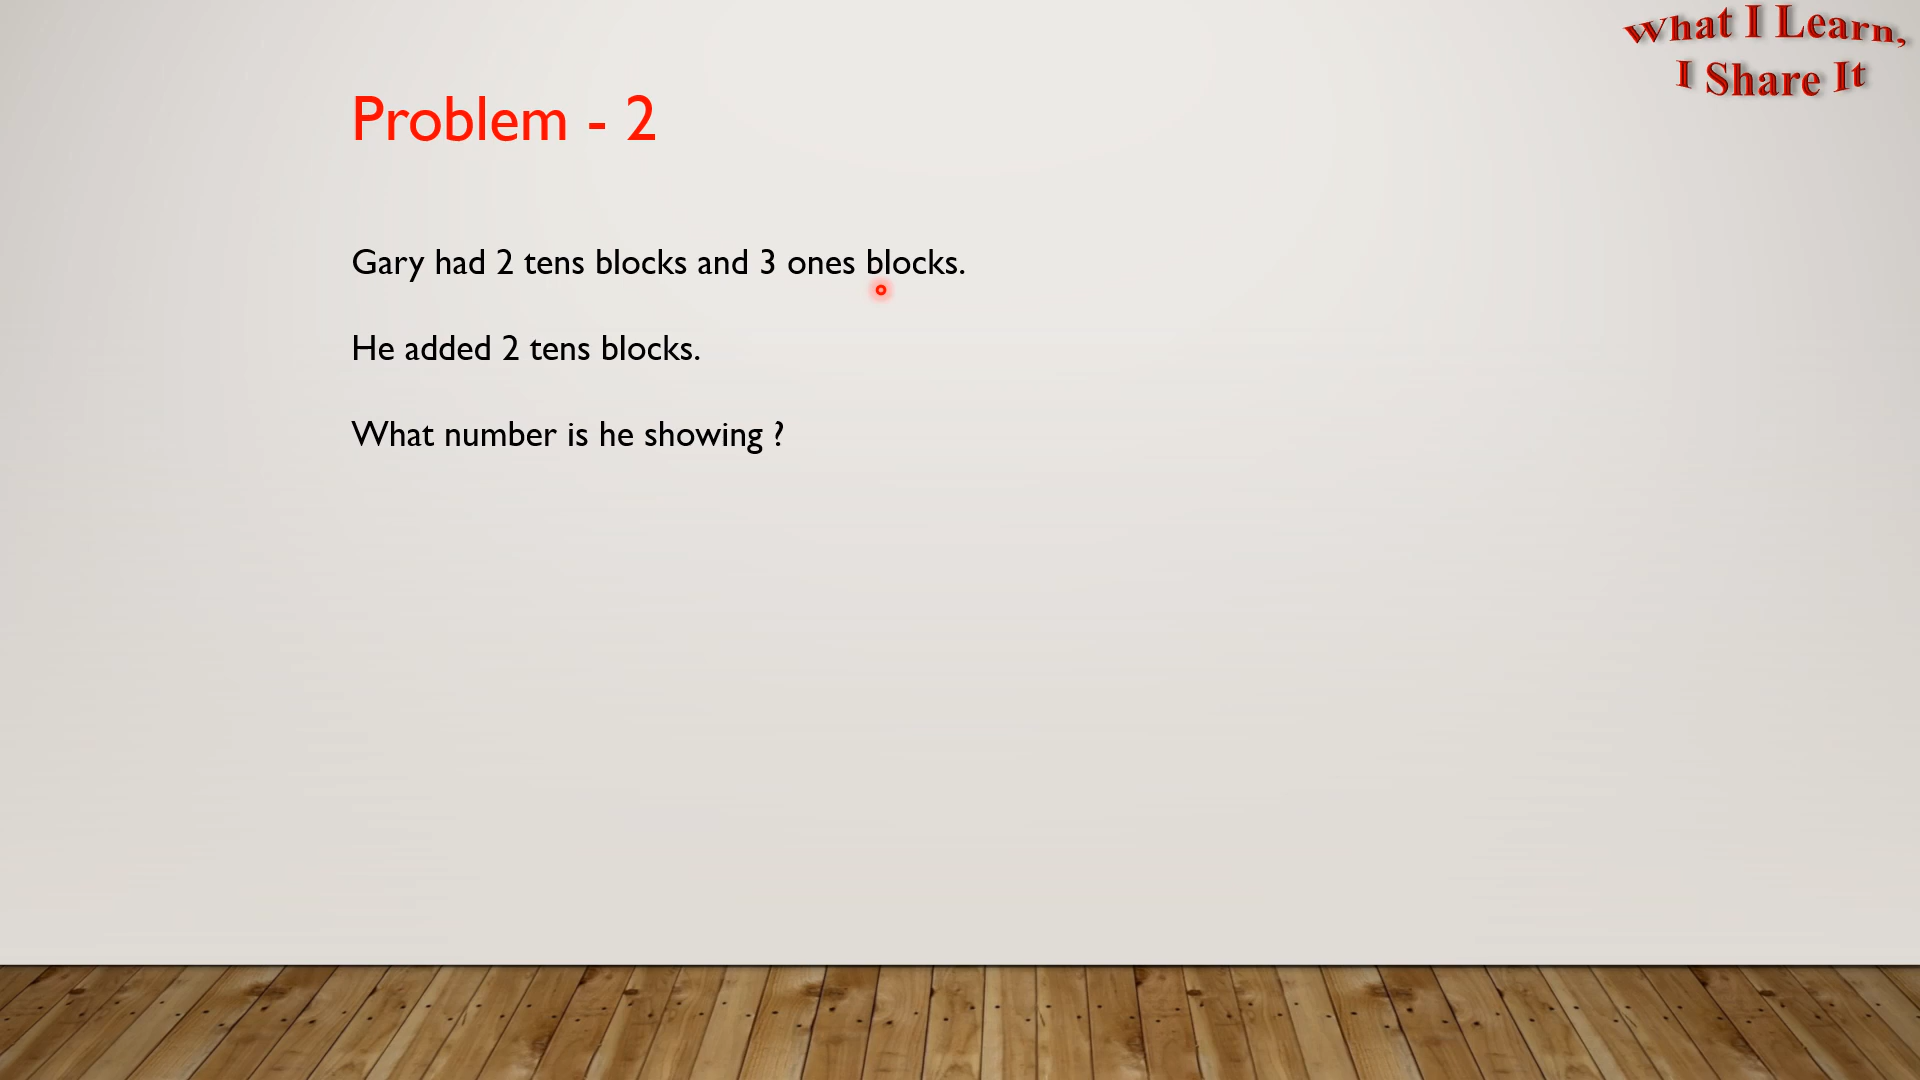 What I Learn,
I Share It
Problem - 2
Gary had 2 tens blocks and 3 ones blocks.
He added 2 tens blocks.
What number is he showing ?